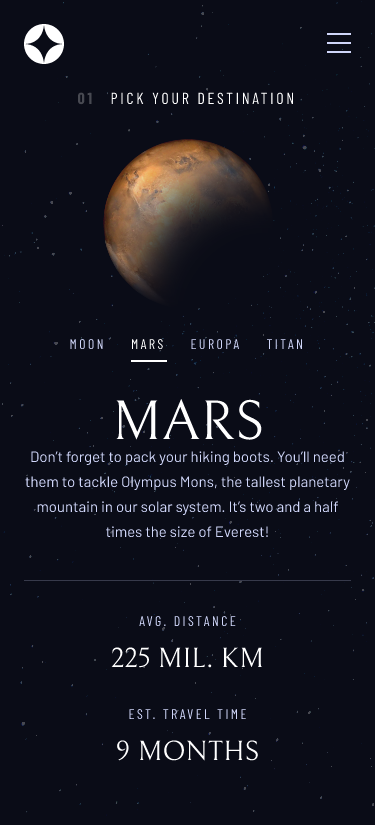 01 PICK YOUR DESTINATION
MOON MARS EUROPA TITAN
MARS
Don’t forget to pack your hiking boots. You’ll need
them to tackle Olympus Mons, the tallest planetary
mountain in our solar system. It’s two and a half
times the size of Everest!
AVG. DISTANCE
225 MIL. KM
EST. TRAVEL TIME
9 MONTHS